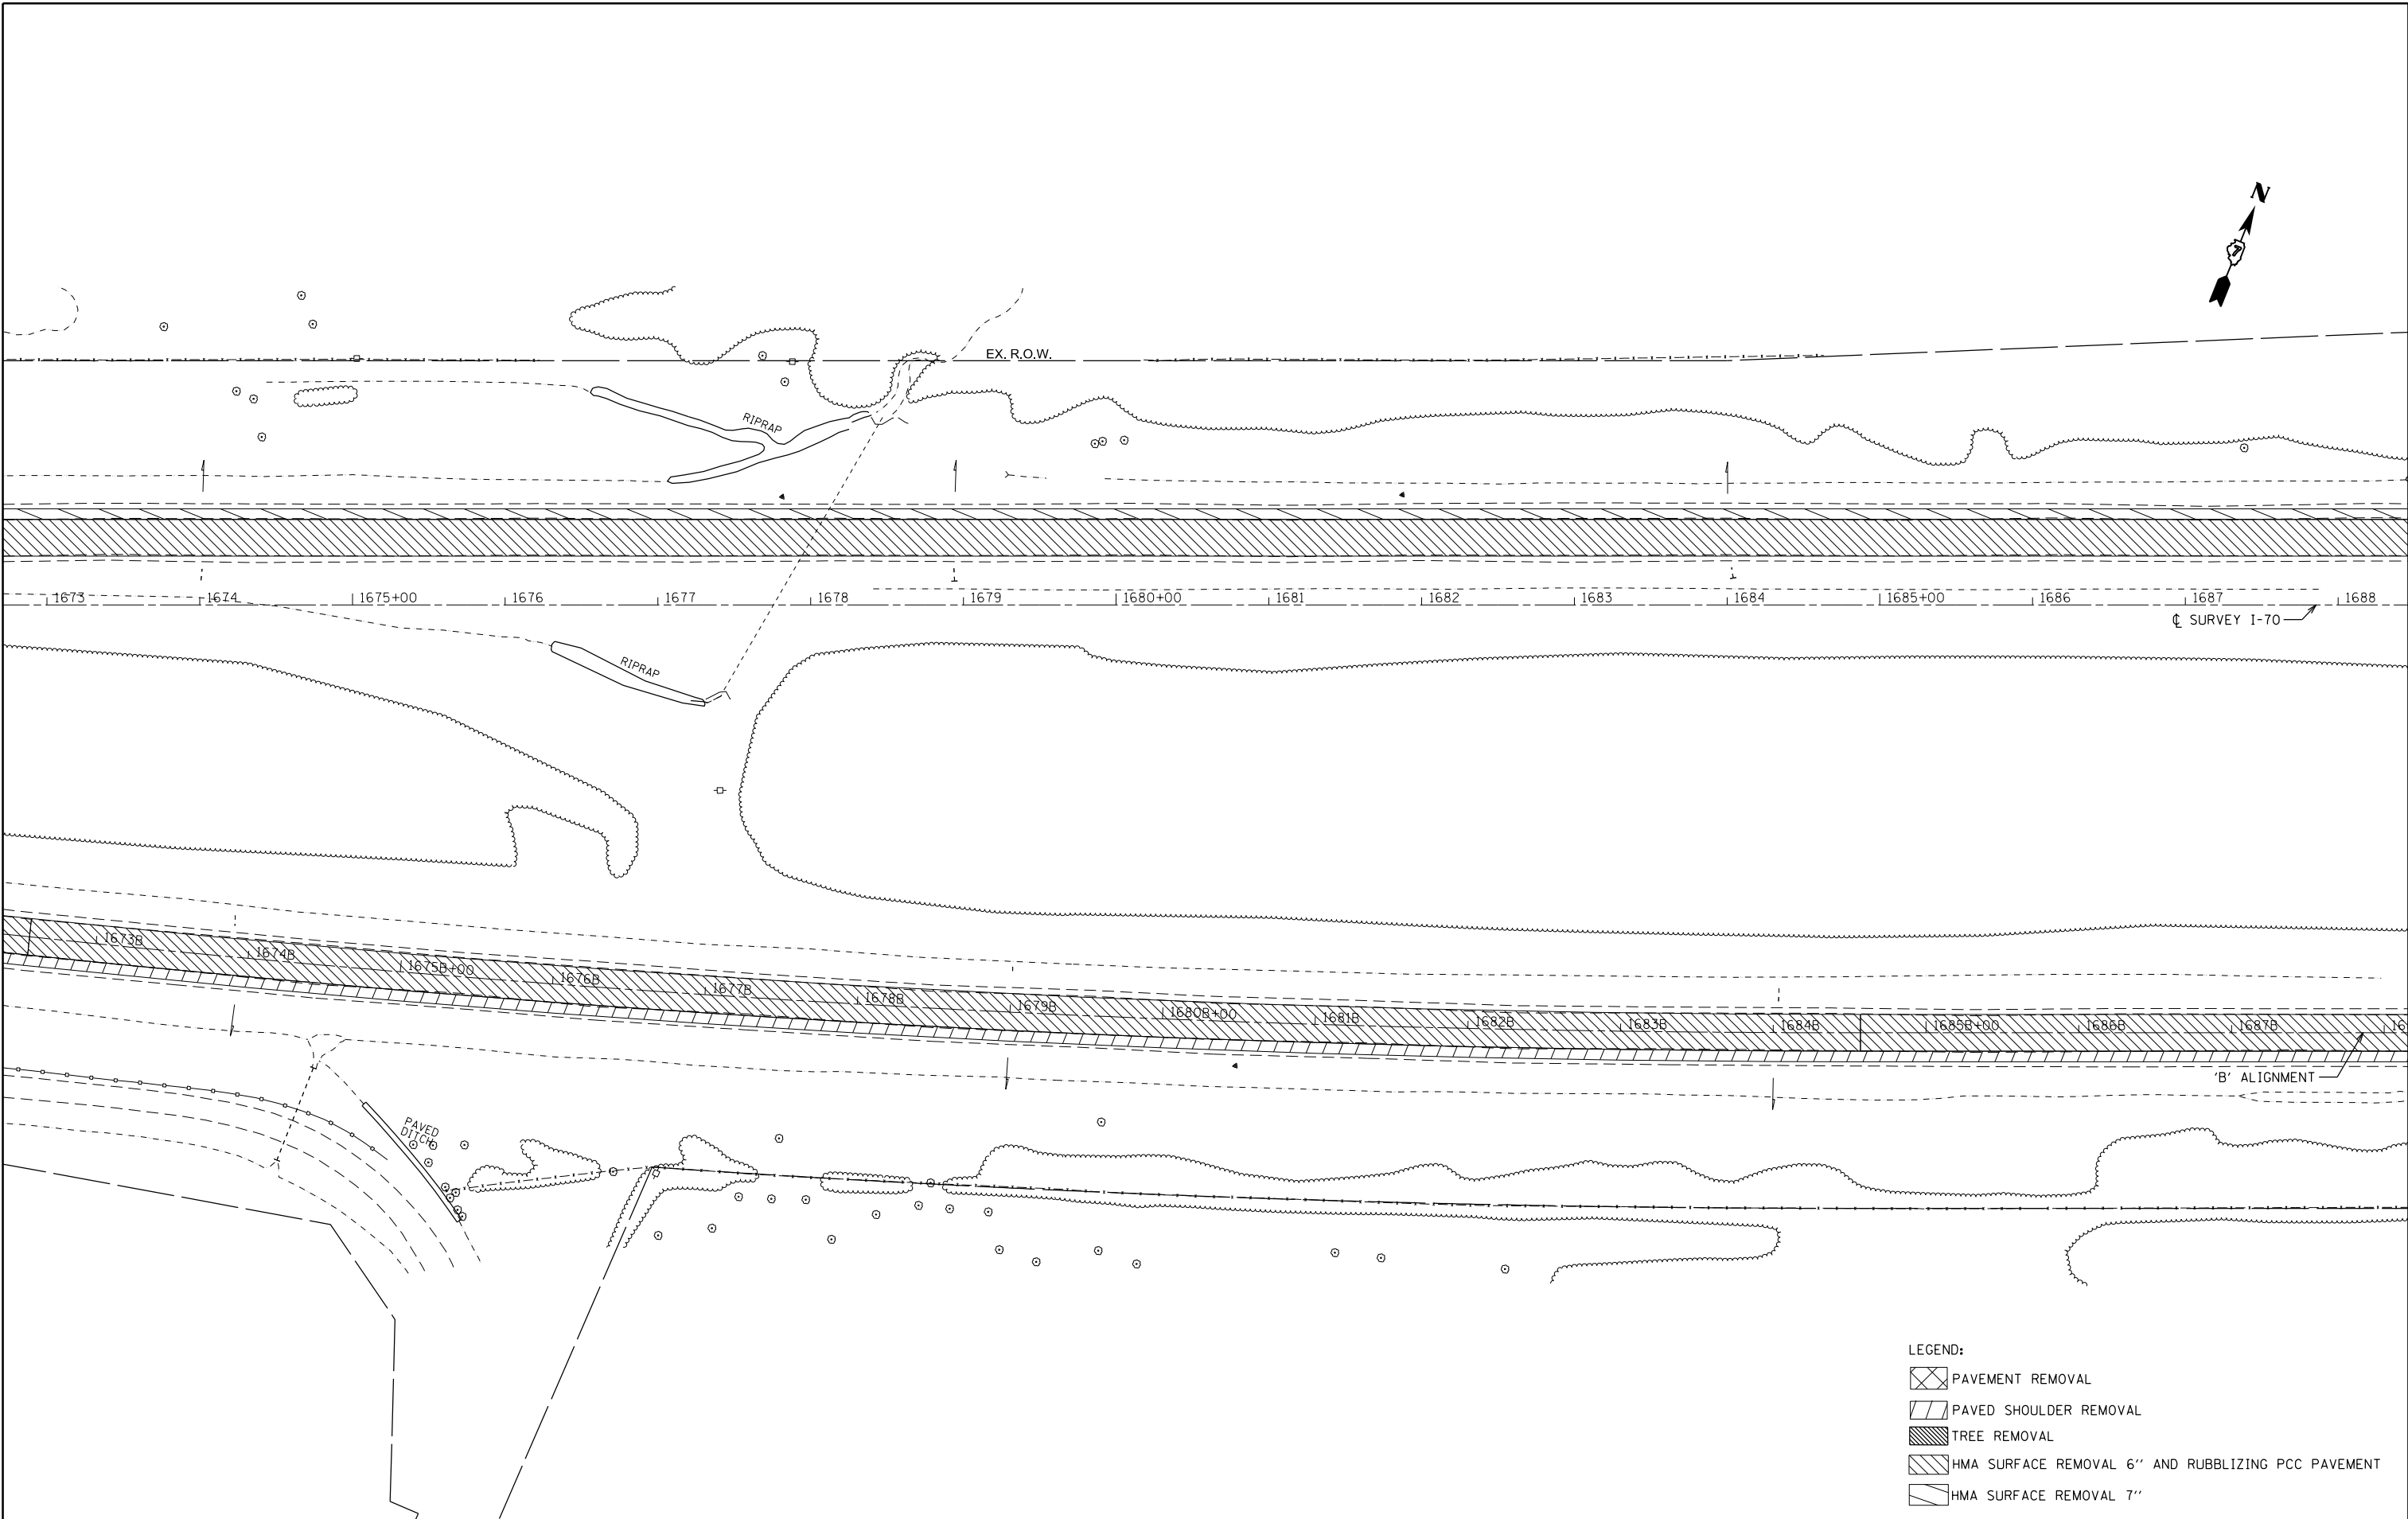 N
7
EX. R.O.W.
RIPRAP
1673 1674 1675+00 1676 1677 1678 1679 1680+00 1681 1682 1683 1684 1685+00 1686 1687 1688
℄ SURVEY I-70
RIPRAP
1673B 1674B 1675B+00 1676B 1677B 1678B 1679B 1680B+00 1681B 1682B 1683B 1684B 1685B+00 1686B 1687B 16
'B' ALIGNMENT
PAVED
DITCH
LEGEND:
PAVEMENT REMOVAL
PAVED SHOULDER REMOVAL
TREE REMOVAL
HMA SURFACE REMOVAL 6'' AND RUBBLIZING PCC PAVEMENT
HMA SURFACE REMOVAL 7''